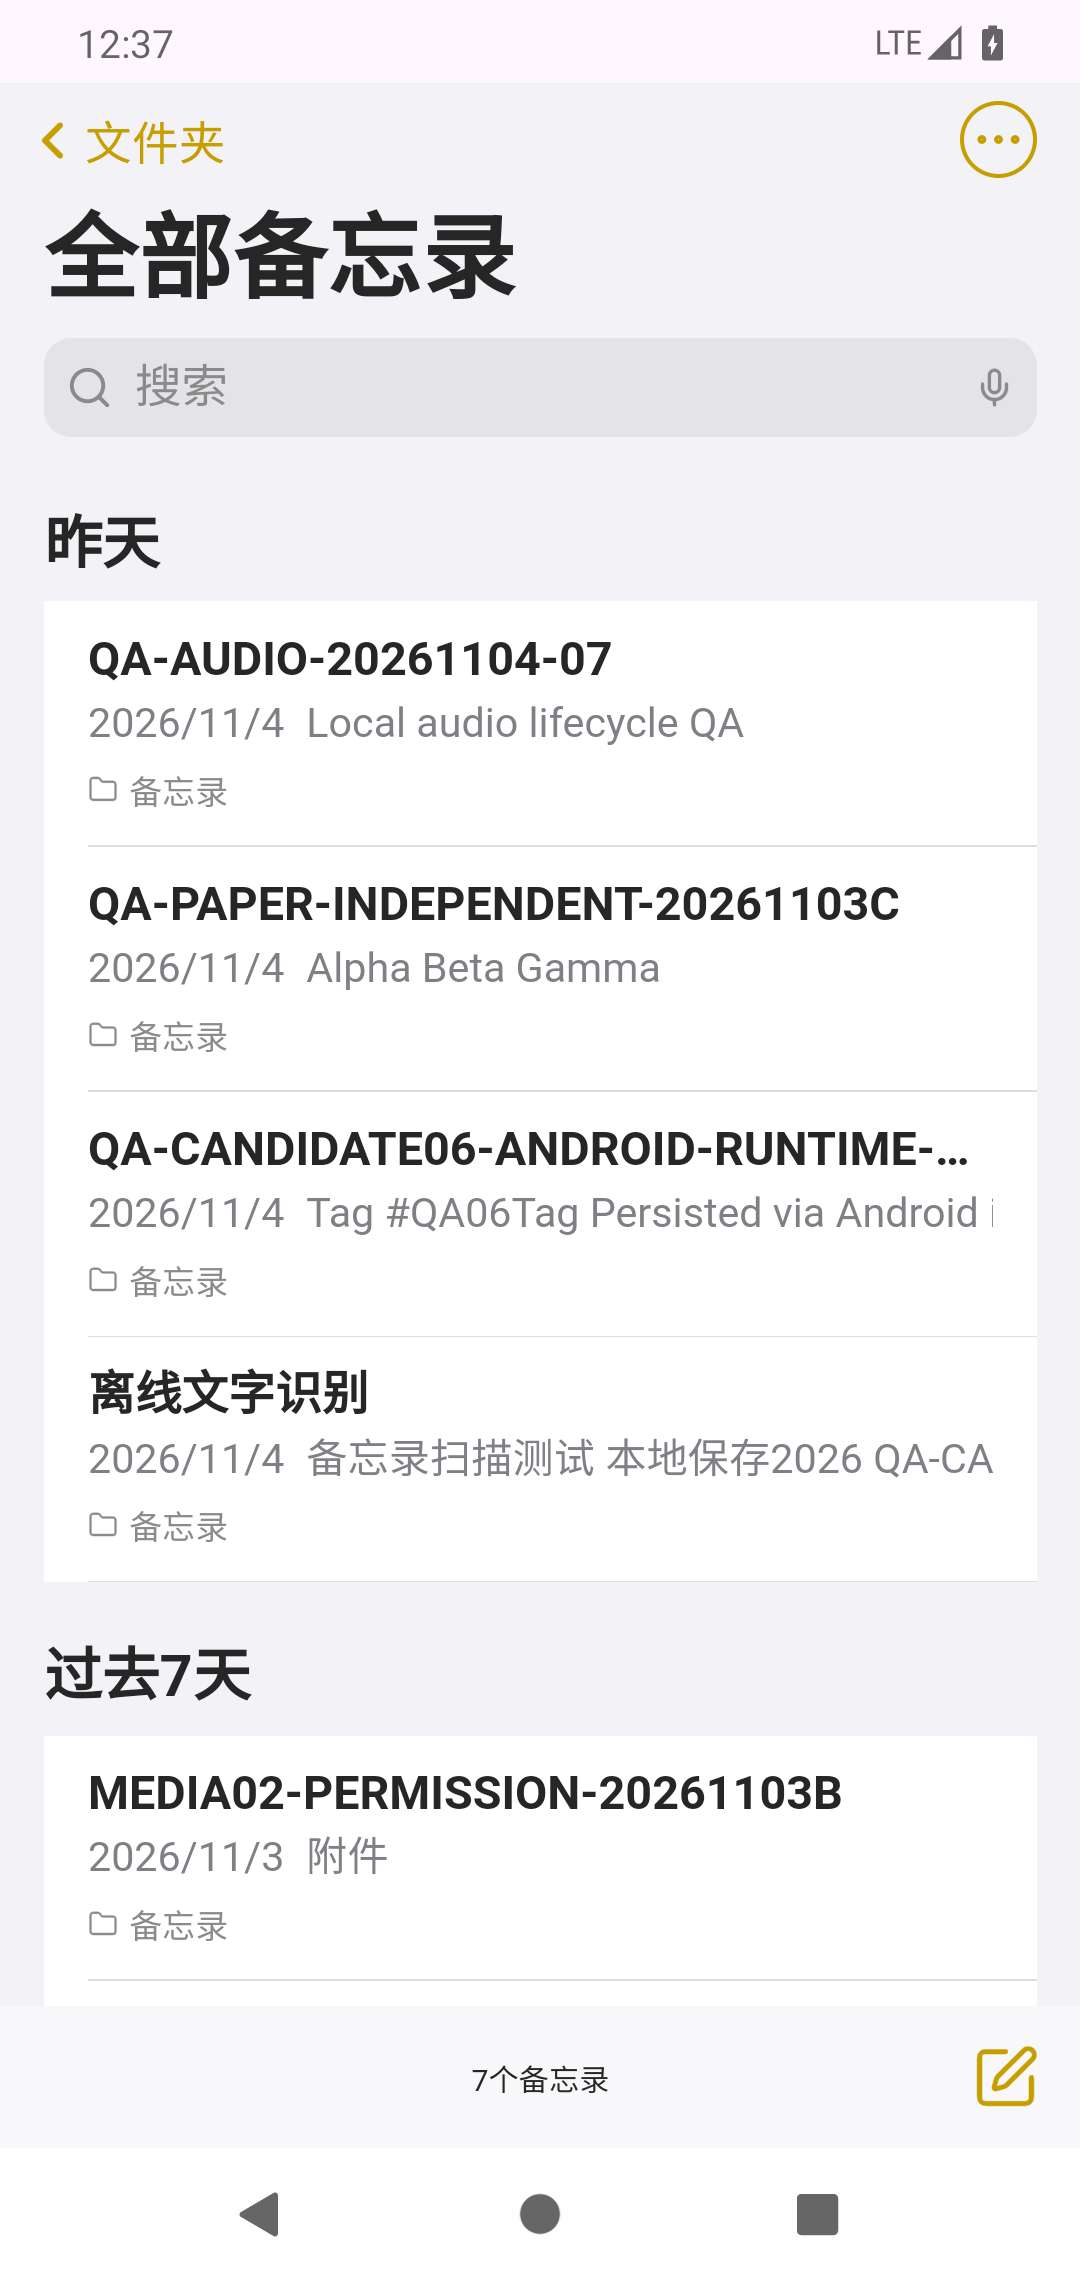 12:37 LTE
文件夹
全部备忘录
搜索
昨天
QA-AUDIO-20261104-07
2026/11/4 Local audio lifecycle QA
备忘录
QA-PAPER-INDEPENDENT-20261103C
2026/11/4 Alpha Beta Gamma
备忘录
QA-CANDIDATE06-ANDROID-RUNTIME-…
2026/11/4 Tag #QA06Tag Persisted via Android i
备忘录
离线文字识别
2026/11/4 备忘录扫描测试 本地保存2026 QA-CA
备忘录
过去7天
MEDIA02-PERMISSION-20261103B
2026/11/3 附件
备忘录
7个备忘录